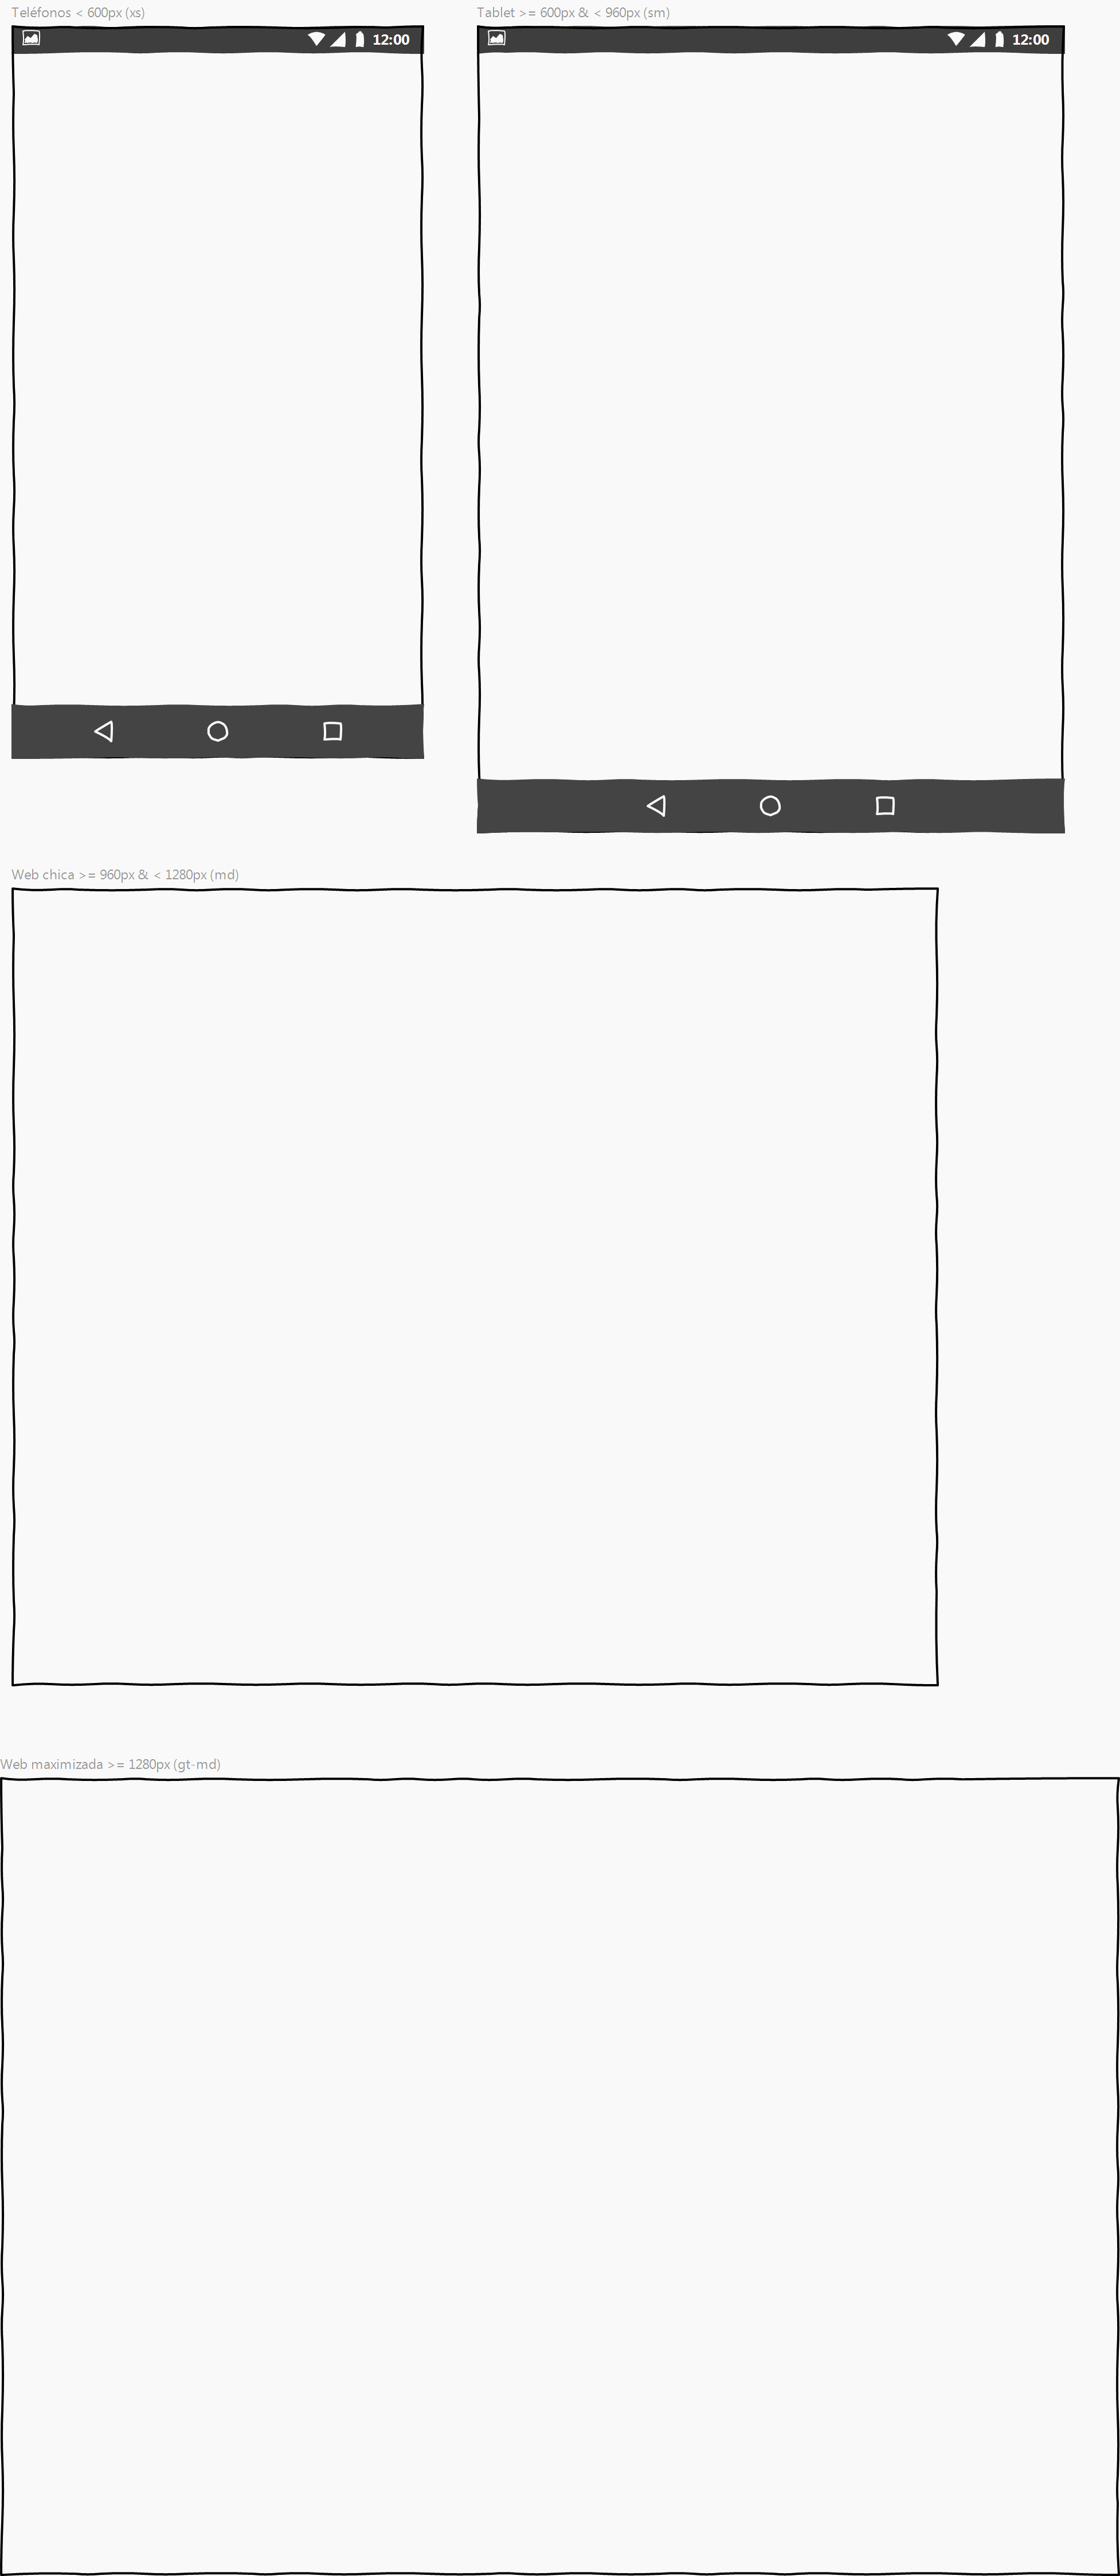 Teléfonos < 600px (xs)
12:00
Tablet >= 600px & < 960px (sm)
12:00
Web chica >= 960px & < 1280px (md)
Web maximizada >= 1280px (gt-md)